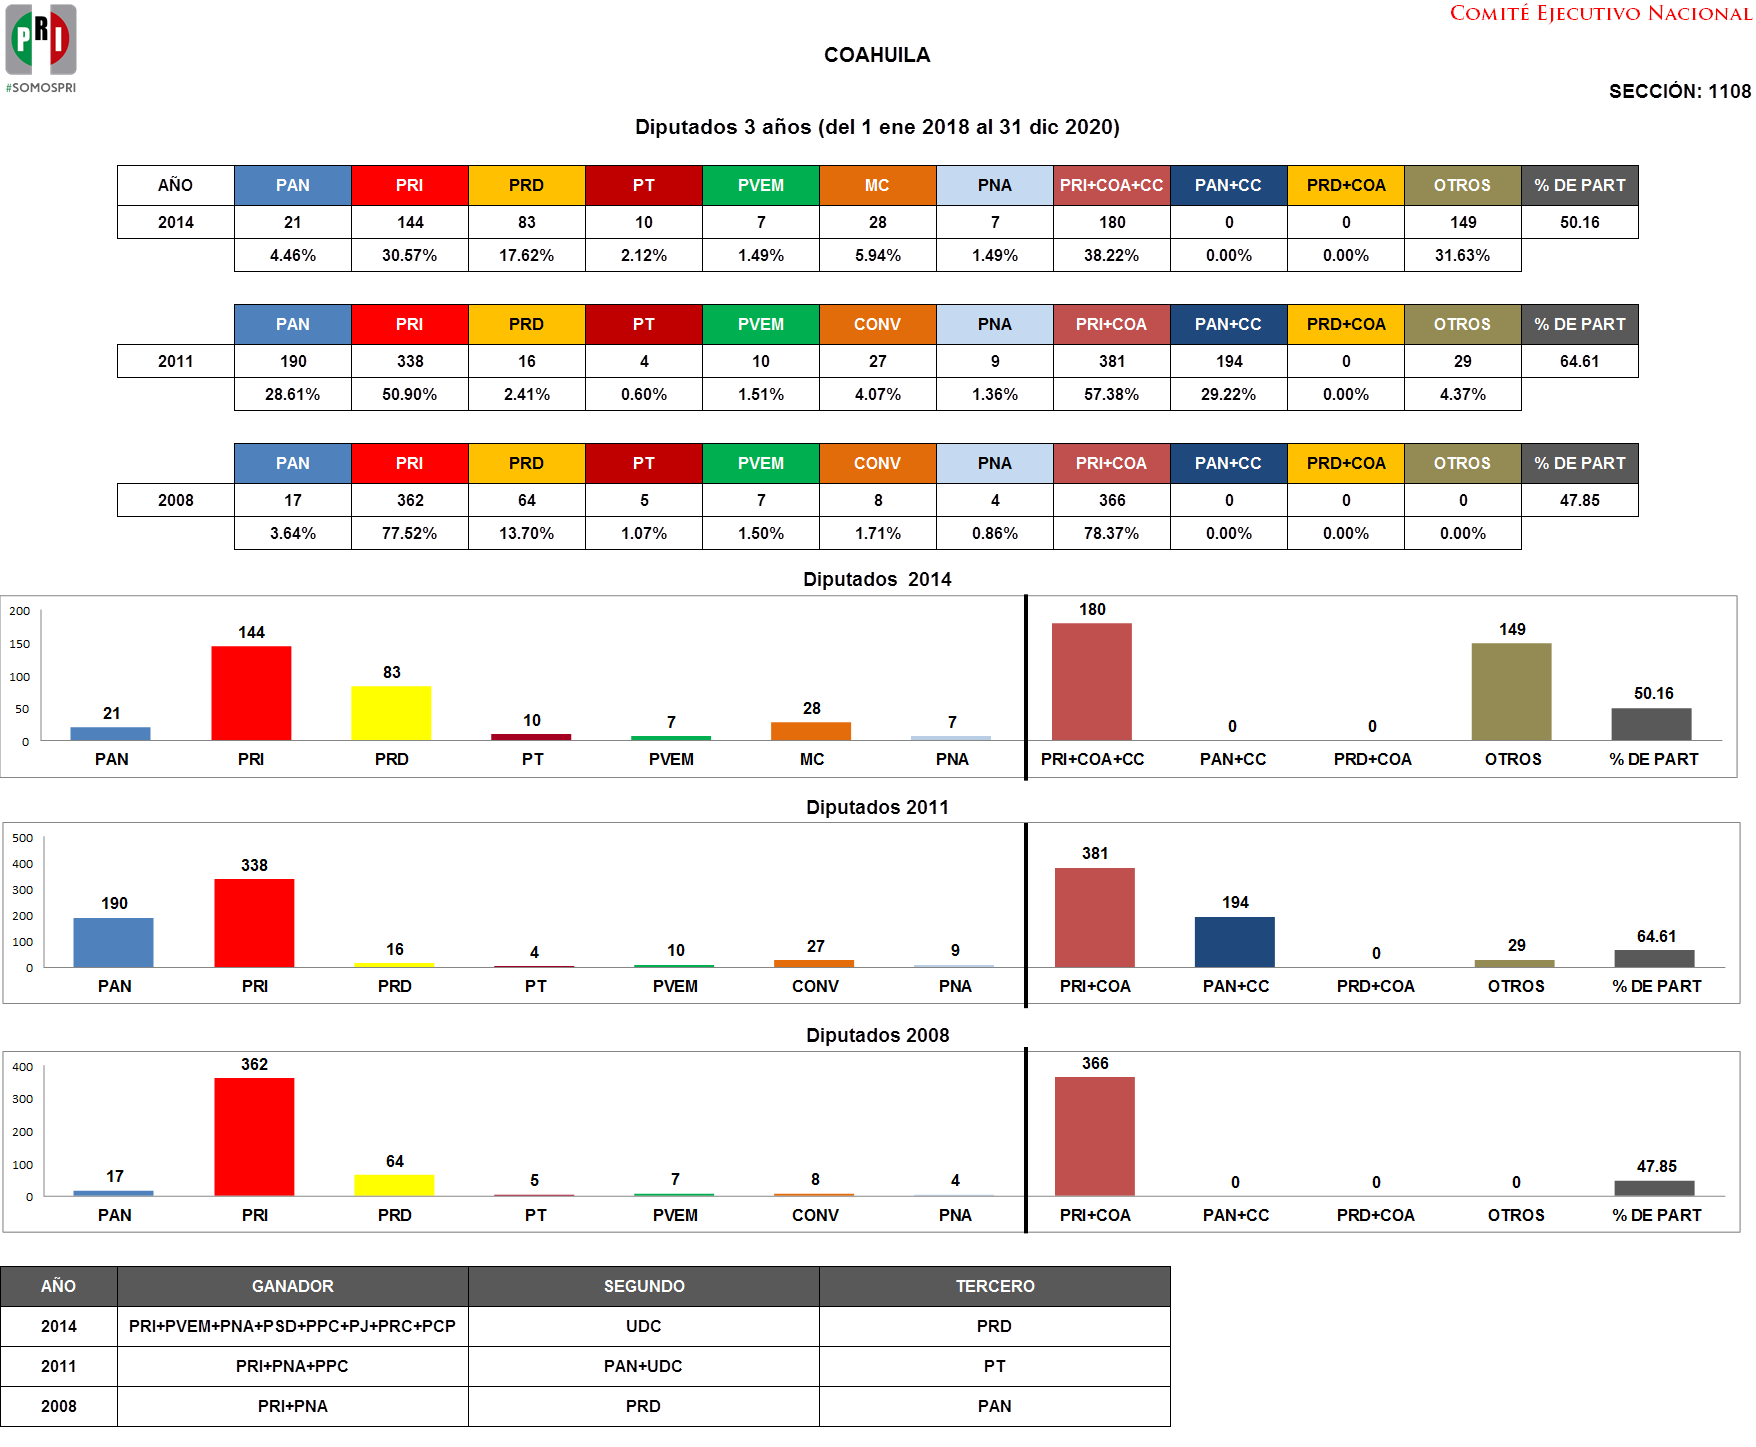 PRI
#SOMOSPRI
COMITÉ EJECUTIVO NACIONAL
COAHUILA
SECCIÓN: 1108
Diputados 3 años (del 1 ene 2018 al 31 dic 2020)
AÑO PAN PRI PRD PT PVEM MC PNA PRI+COA+CC PAN+CC PRD+COA OTROS % DE PART
2014 21 144 83 10 7 28 7 180 0 0 149 50.16
4.46% 30.57% 17.62% 2.12% 1.49% 5.94% 1.49% 38.22% 0.00% 0.00% 31.63%
PAN PRI PRD PT PVEM CONV PNA PRI+COA PAN+CC PRD+COA OTROS % DE PART
2011 190 338 16 4 10 27 9 381 194 0 29 64.61
28.61% 50.90% 2.41% 0.60% 1.51% 4.07% 1.36% 57.38% 29.22% 0.00% 4.37%
PAN PRI PRD PT PVEM CONV PNA PRI+COA PAN+CC PRD+COA OTROS % DE PART
2008 17 362 64 5 7 8 4 366 0 0 0 47.85
3.64% 77.52% 13.70% 1.07% 1.50% 1.71% 0.86% 78.37% 0.00% 0.00% 0.00%
Diputados 2014
200
150
100
50
0
21 144 83 10 7 28 7 180 0 0 149 50.16
PAN PRI PRD PT PVEM MC PNA PRI+COA+CC PAN+CC PRD+COA OTROS % DE PART
Diputados 2011
500
400
300
200
100
0
190 338 16 4 10 27 9 381 194 0 29 64.61
PAN PRI PRD PT PVEM CONV PNA PRI+COA PAN+CC PRD+COA OTROS % DE PART
Diputados 2008
400
300
200
100
0
17 362 64 5 7 8 4 366 0 0 0 47.85
PAN PRI PRD PT PVEM CONV PNA PRI+COA PAN+CC PRD+COA OTROS % DE PART
AÑO GANADOR SEGUNDO TERCERO
2014 PRI+PVEM+PNA+PSD+PPC+PJ+PRC+PCP UDC PRD
2011 PRI+PNA+PPC PAN+UDC PT
2008 PRI+PNA PRD PAN